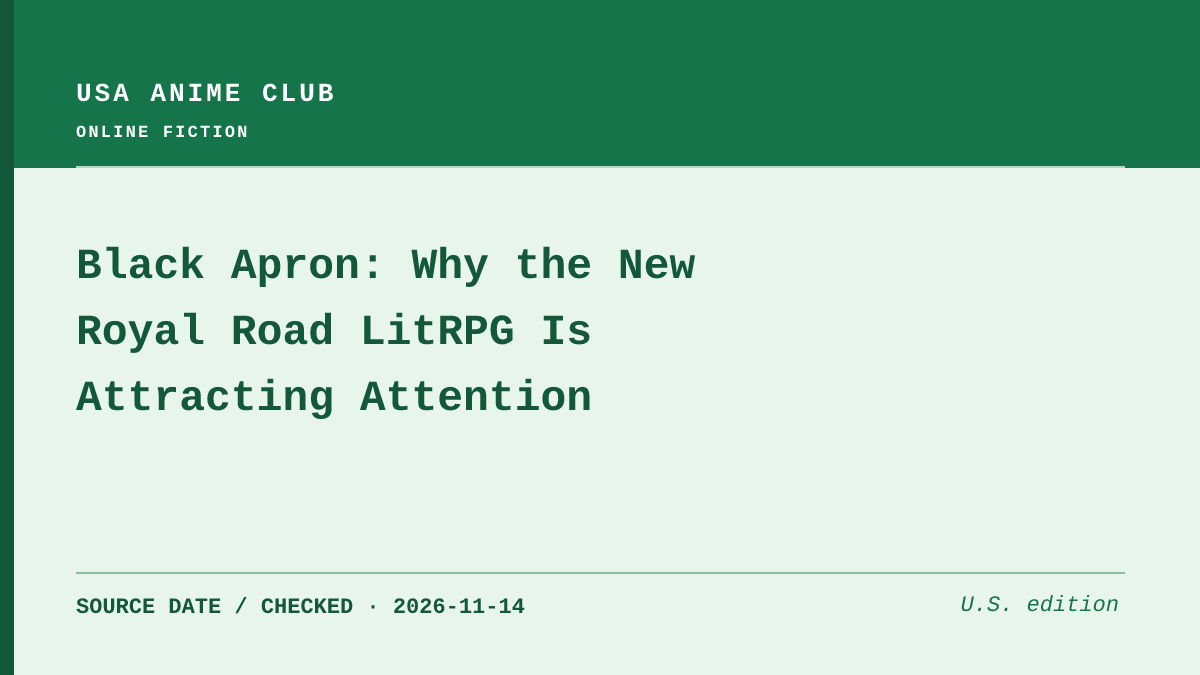 USA ANIME CLUB
ONLINE FICTION
Black Apron: Why the New
Royal Road LitRPG Is
Attracting Attention
SOURCE DATE / CHECKED · 2026-11-14
U.S. edition